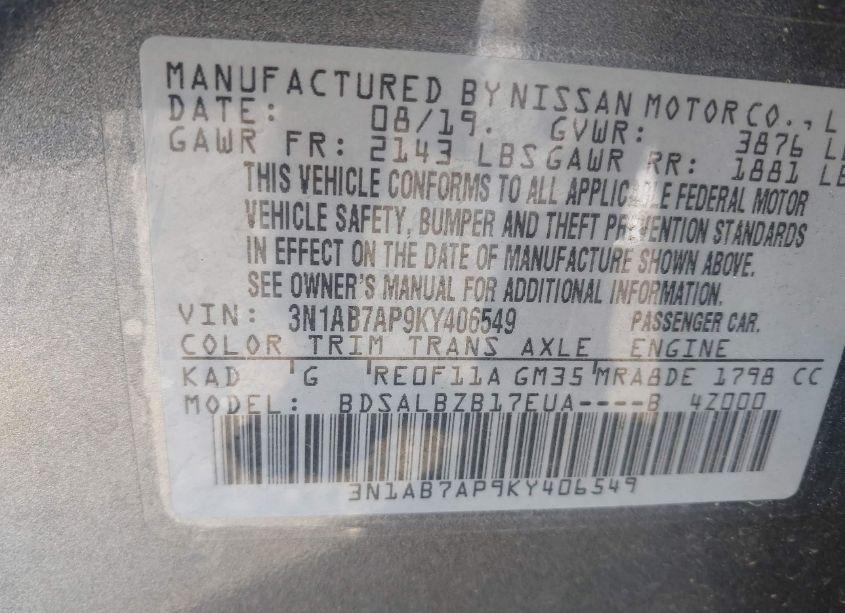 MANUFACTURED BY NISSAN MOTOR CO., L
DATE: 08/19. GVWR: 3876 L
GAWR FR: 2143 LBS GAWR RR: 1881 LB
THIS VEHICLE CONFORMS TO ALL APPLICABLE FEDERAL MOTOR
VEHICLE SAFETY, BUMPER AND THEFT PREVENTION STANDARDS
IN EFFECT ON THE DATE OF MANUFACTURE SHOWN ABOVE.
SEE OWNER'S MANUAL FOR ADDITIONAL INFORMATION.
VIN: 3N1AB7AP9KY406549 PASSENGER CAR.
COLOR TRIM TRANS AXLE ENGINE
KAD G RE0F11A GM35 MRA8DE 1798 CC
MODEL: BDSALBZB17EUA----B 4Z000
3N1AB7AP9KY406549